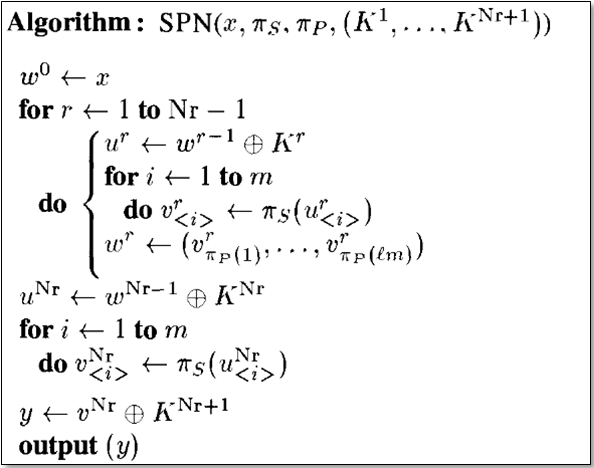 Algorithm: SPN(x, π_S, π_P, (K^1, ..., K^{Nr+1}))
w^0 ← x
for r ← 1 to Nr − 1
u^r ← w^{r−1} ⊕ K^r
for i ← 1 to m
do
do v^r_{<i>} ← π_S(u^r_{<i>})
w^r ← (v^r_{π_P(1)}, ..., v^r_{π_P(ℓm)})
u^{Nr} ← w^{Nr−1} ⊕ K^{Nr}
for i ← 1 to m
do v^{Nr}_{<i>} ← π_S(u^{Nr}_{<i>})
y ← v^{Nr} ⊕ K^{Nr+1}
output (y)